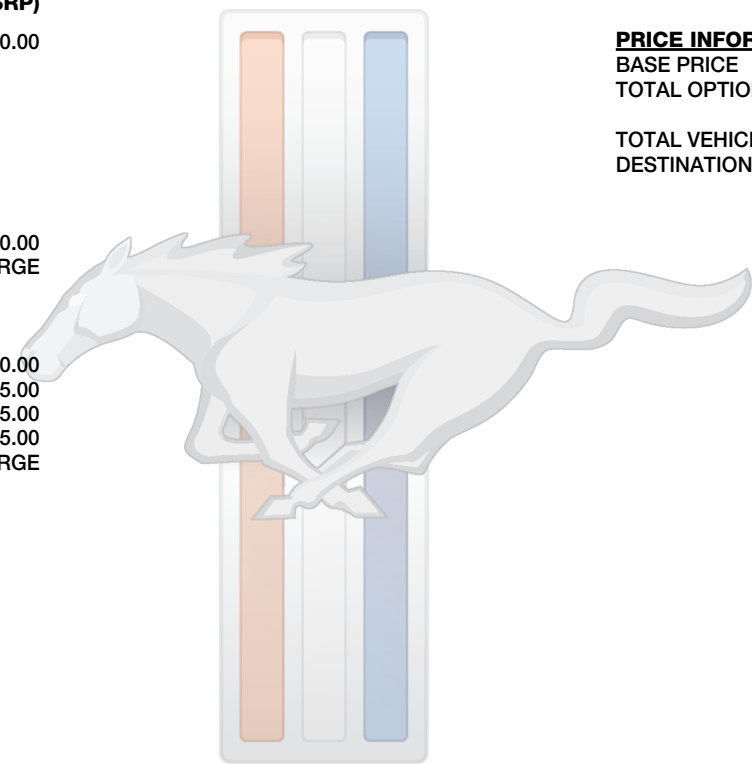 SRP)
0.00
0.00
RGE
0.00
5.00
5.00
5.00
RGE
PRICE INFOR
BASE PRICE
TOTAL OPTIO
TOTAL VEHIC
DESTINATION